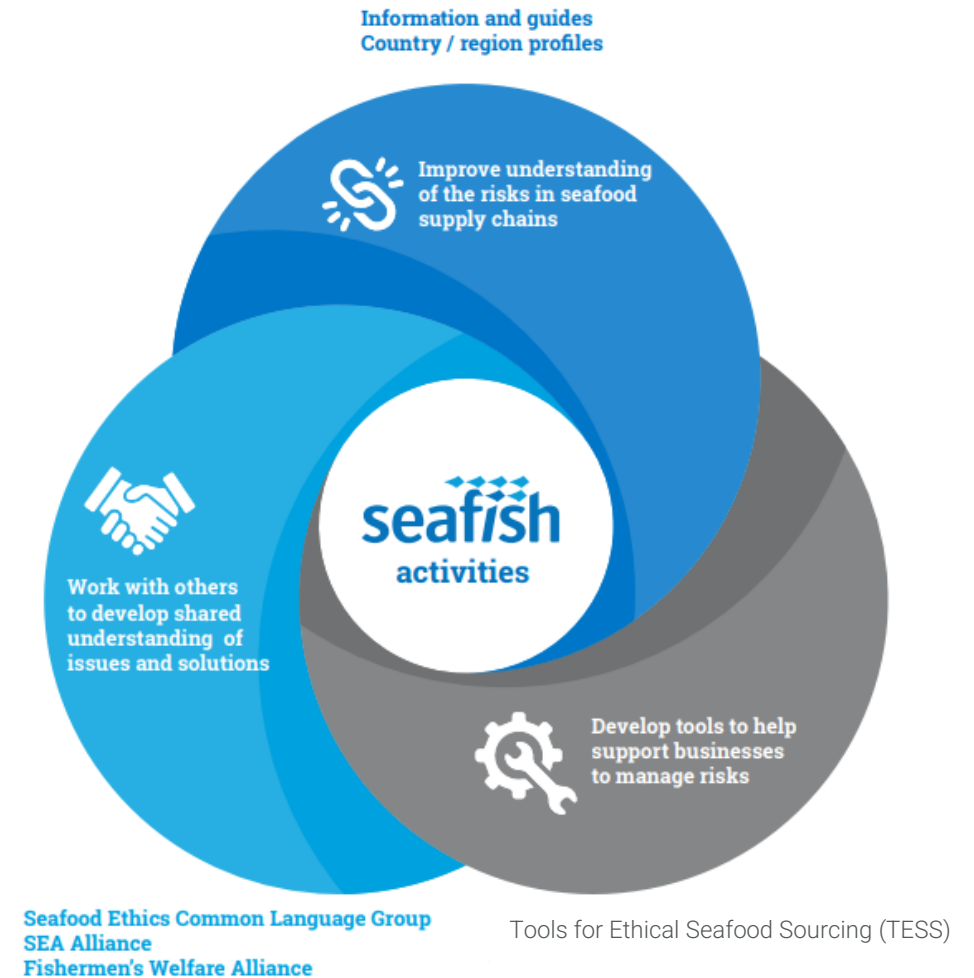 Information and guides
Country / region profiles
Improve understanding
of the risks in seafood
supply chains
seafish
activities
Work with others
to develop shared
understanding of
issues and solutions
Develop tools to help
support businesses
to manage risks
Seafood Ethics Common Language Group
SEA Alliance
Fishermen's Welfare Alliance
Tools for Ethical Seafood Sourcing (TESS)